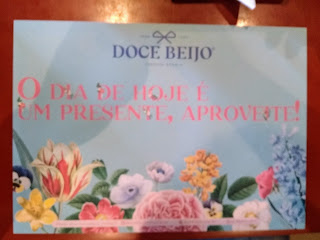 DOCE BEIJO®
O DIA DE HOJE É
UM PRESENTE, APROVEITE!